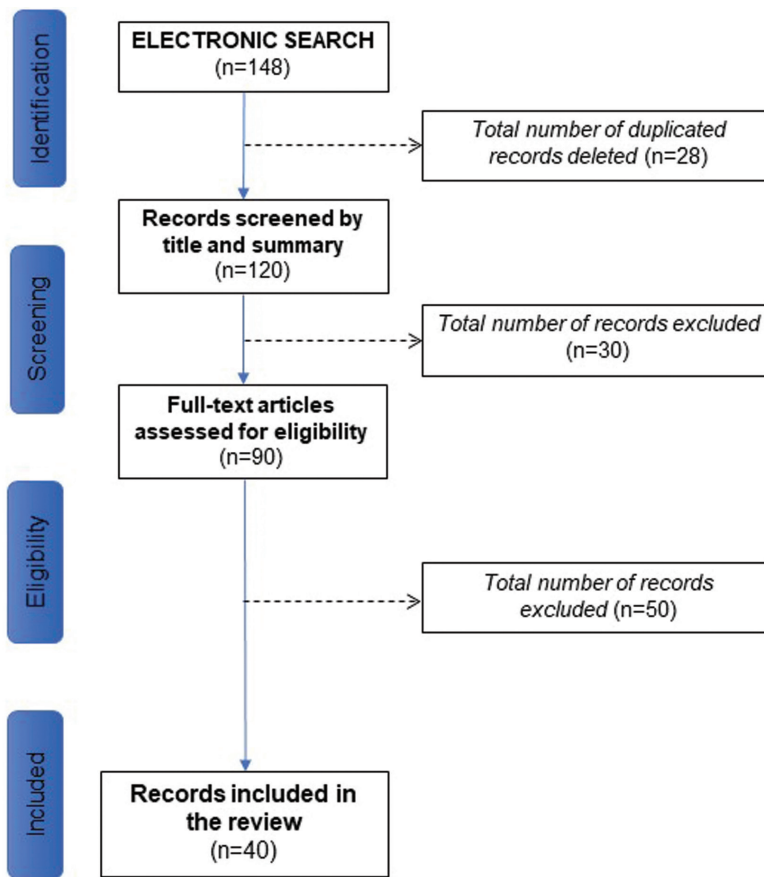 Identification
ELECTRONIC SEARCH
(n=148)
Total number of duplicated
records deleted (n=28)
Screening
Records screened by
title and summary
(n=120)
Total number of records excluded
(n=30)
Full-text articles
assessed for eligibility
(n=90)
Eligibility
Total number of records
excluded (n=50)
Included
Records included in
the review
(n=40)